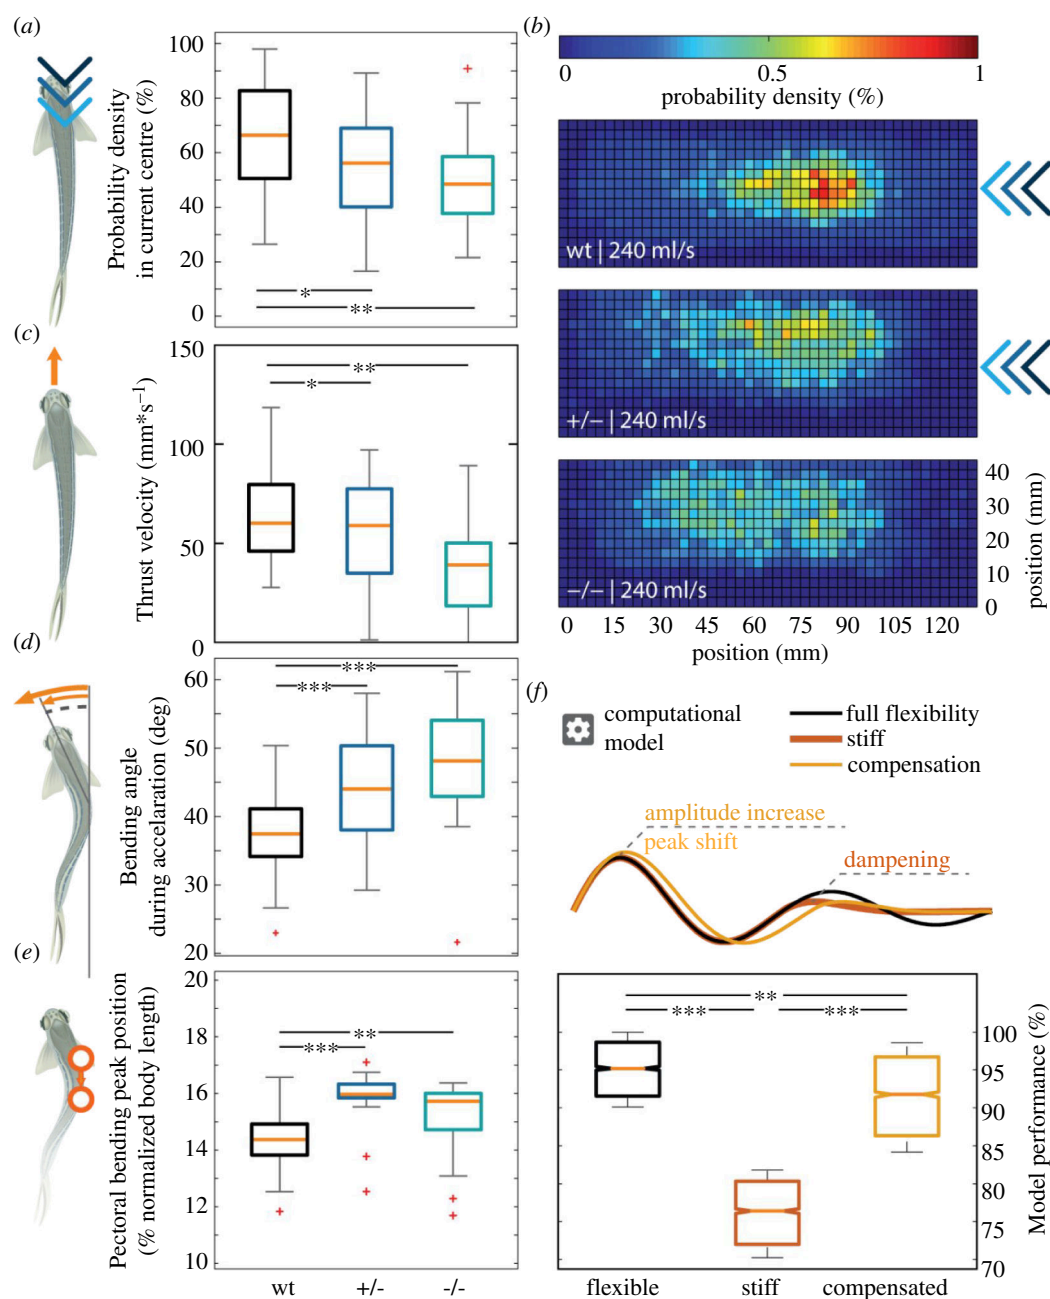 (a)
100
80
60
40
20
0
Probability density
in current centre (%)
*
**
(b)
0
0.5
1
probability density (%)
wt | 240 ml/s
+/− | 240 ml/s
−/− | 240 ml/s
40
30
20
10
0
position (mm)
0 15 30 45 60 75 90 105 120
position (mm)
(c)
150
100
50
0
Thrust velocity (mm*s−1)
**
*
(d)
60
50
40
30
20
Bending angle
during accelaration (deg)
***
***
(e)
20
16
17
16
14
12
10
Pectoral bending peak position
(% normalized body length)
**
***
wt +/- -/-
(f)
computational
model
full flexibility
stiff
compensation
amplitude increase
peak shift
dampening
**
*** ***
100
95
90
85
80
75
70
Model performance (%)
flexible stiff compensated